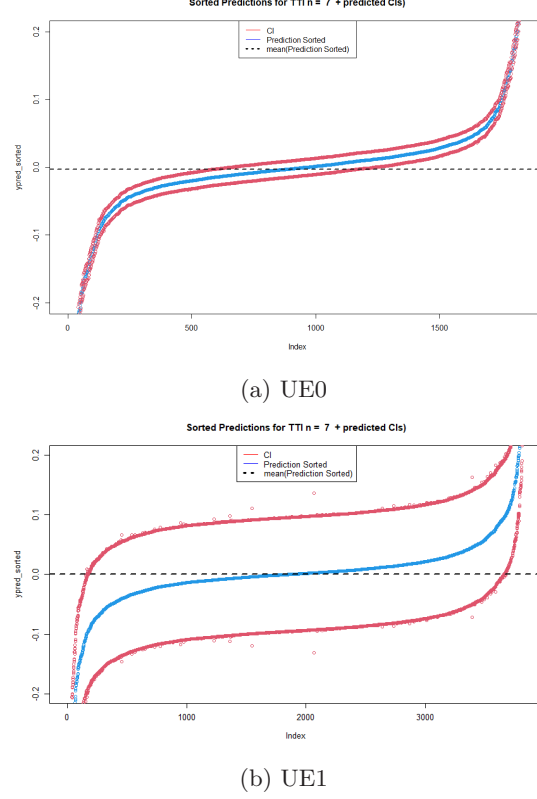 Sorted Predictions for TTI n = 7 + predicted CIs)
CI
Prediction Sorted
mean(Prediction Sorted)
ypred_sorted
0.2
0.1
0.0
-0.1
-0.2
0 500 1000 1500
Index
(a) UE0
Sorted Predictions for TTI n = 7 + predicted CIs)
CI
Prediction Sorted
mean(Prediction Sorted)
ypred_sorted
0.2
0.1
0.0
-0.1
-0.2
0 1000 2000 3000
Index
(b) UE1